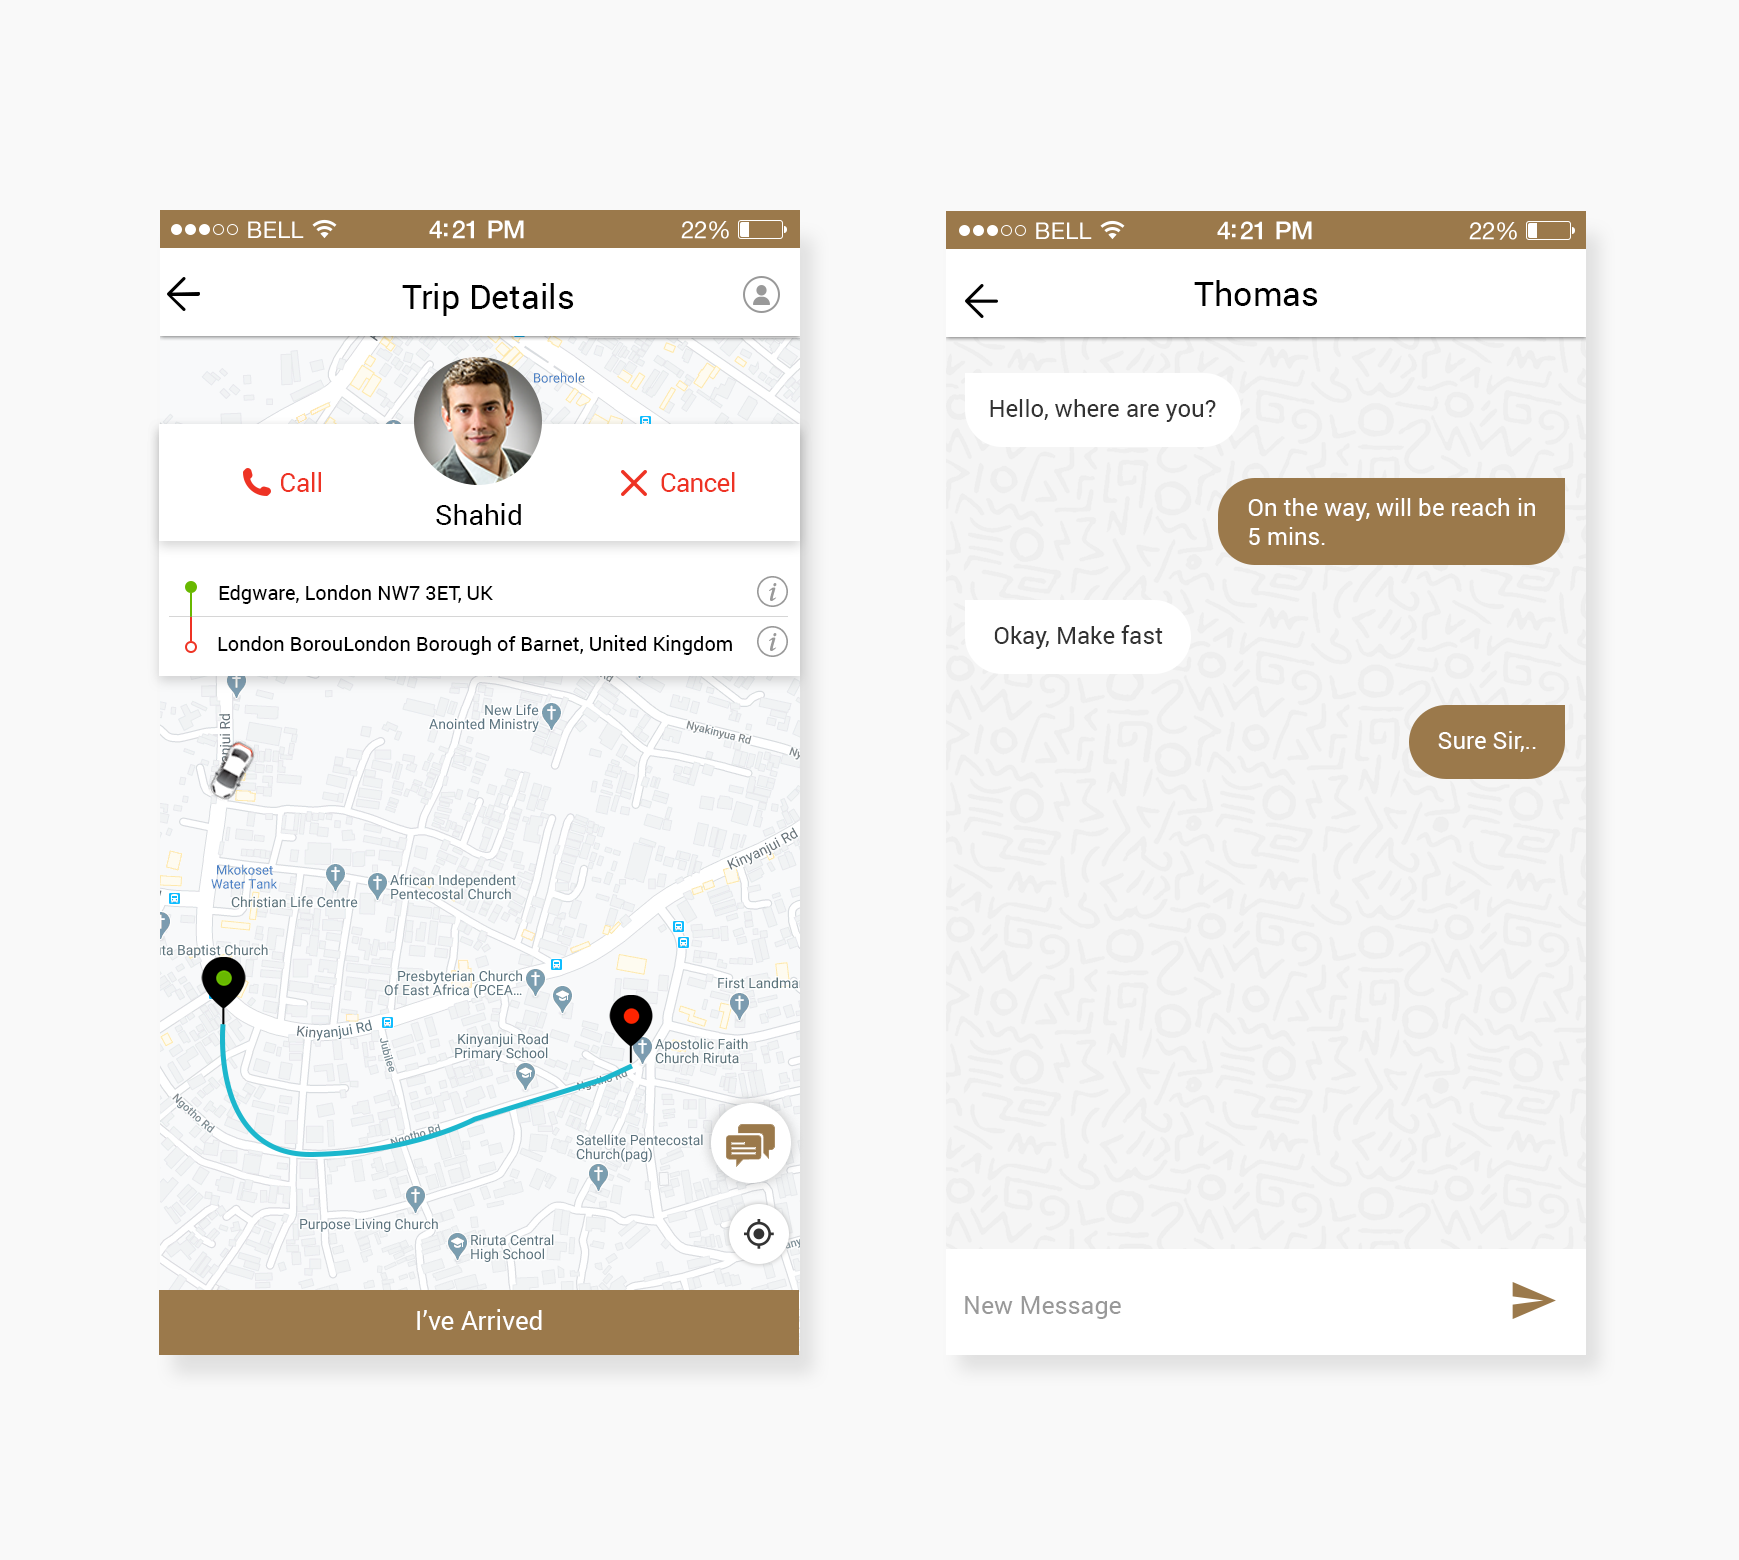 BELL 4:21 PM 22%
Trip Details
Borehole
Call
Cancel
Shahid
Edgware, London NW7 3ET, UK
London BorouLondon Borough of Barnet, United Kingdom
New Life
Anointed Ministry
Nyakinyua Rd
Kinyanjui Rd
Mkokoset
Water Tank
Christian Life Centre
African Independent
Pentecostal Church
ta Baptist Church
Presbyterian Church
Of East Africa (PCEA...
First Landma
Kinyanjui Rd
Jubilee
Kinyanjui Road
Primary School
Apostolic Faith
Church Riruta
Ngotho Rd
Ngotho Rd
Ngotho Rd
Satellite Pentecostal
Church(pag)
Purpose Living Church
Riruta Central
High School
I've Arrived
BELL 4:21 PM 22%
Thomas
Hello, where are you?
On the way, will be reach in
5 mins.
Okay, Make fast
Sure Sir,..
New Message